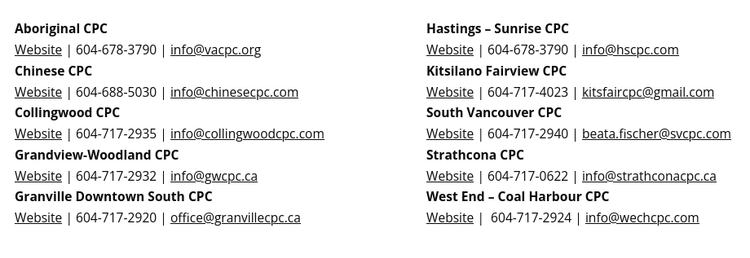 Aboriginal CPC
Website | 604-678-3790 | info@vacpc.org
Chinese CPC
Website | 604-688-5030 | info@chinesecpc.com
Collingwood CPC
Website | 604-717-2935 | info@collingwoodcpc.com
Grandview-Woodland CPC
Website | 604-717-2932 | info@gwcpc.ca
Granville Downtown South CPC
Website | 604-717-2920 | office@granvillecpc.ca
Hastings – Sunrise CPC
Website | 604-678-3790 | info@hscpc.com
Kitsilano Fairview CPC
Website | 604-717-4023 | kitsfaircpc@gmail.com
South Vancouver CPC
Website | 604-717-2940 | beata.fischer@svcpc.com
Strathcona CPC
Website | 604-717-0622 | info@strathconacpc.ca
West End – Coal Harbour CPC
Website |  604-717-2924 | info@wechcpc.com